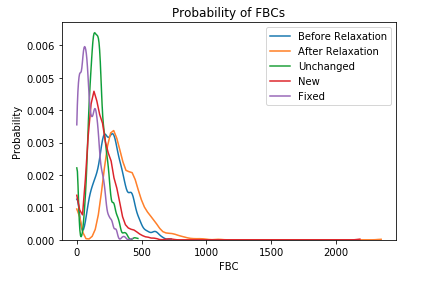 Probability of FBCs
Before Relaxation
After Relaxation
Unchanged
New
Fixed
Probability
0.006
0.005
0.004
0.003
0.002
0.001
0.000
0 500 1000 1500 2000
FBC